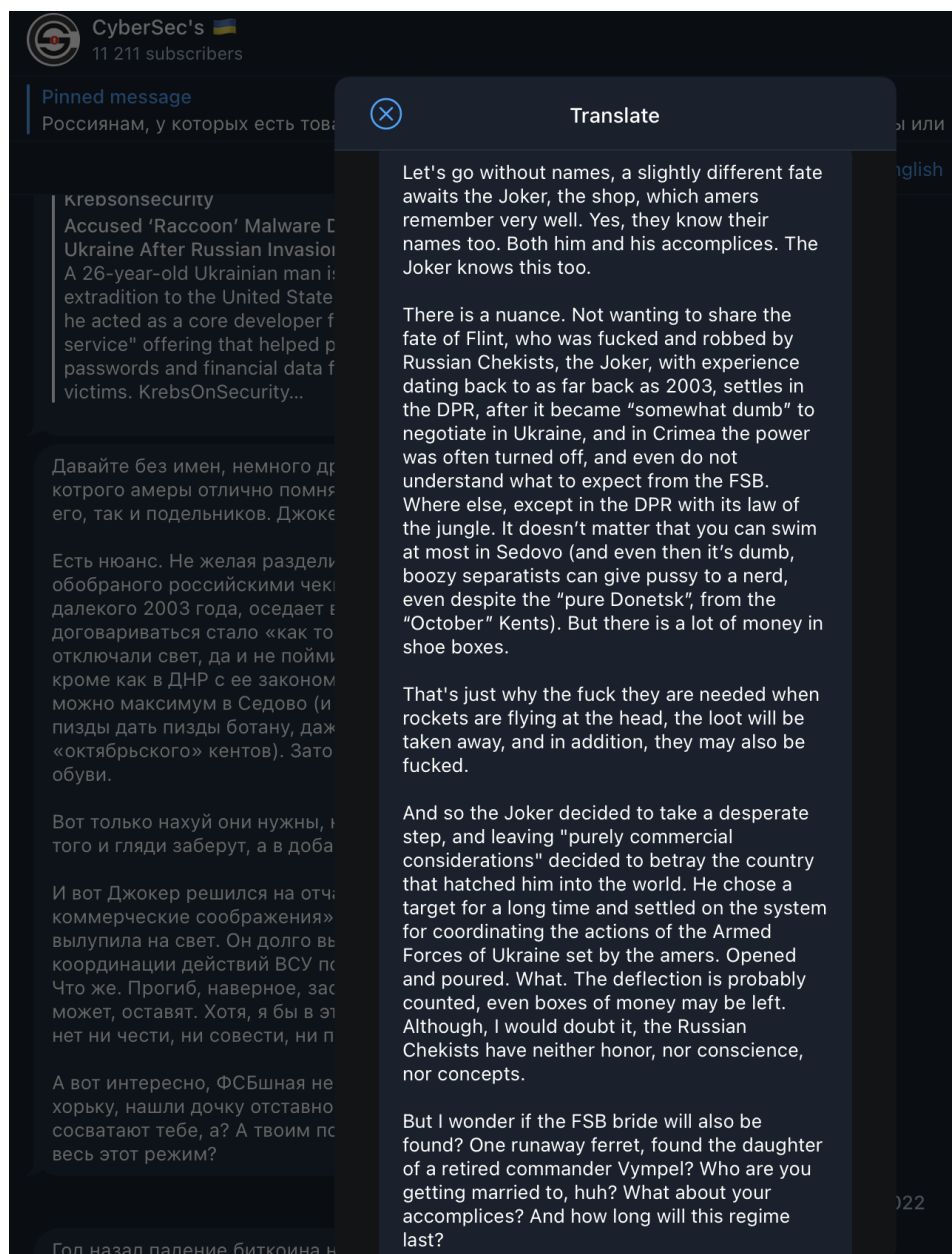 CyberSec's 🇺🇦
11 211 subscribers
Pinned message
Россиянам, у которых есть това
ы или
Translate
nglish
Krebsonsecurity
Accused ‘Raccoon’ Malware D
Ukraine After Russian Invasion
A 26-year-old Ukrainian man is
extradition to the United State
he acted as a core developer f
service" offering that helped p
passwords and financial data f
victims. KrebsOnSecurity...
Давайте без имен, немного др
котрого амеры отлично помня
его, так и подельников. Джоке
Есть нюанс. Не желая раздели
обобраного российскими чек
далекого 2003 года, оседает в
договариваться стало «как то
отключали свет, да и не пойми
кроме как в ДНР с ее законом
можно максимум в Седово (и
пизды дать пизды ботану, даж
«октябрьского» кентов). Зато
обуви.
Вот только нахуй они нужны, к
того и гляди заберут, а в доба
И вот Джокер решился на отча
коммерческие соображения»
вылупила на свет. Он долго вы
координации действий ВСУ по
Что же. Прогиб, наверное, зас
может, оставят. Хотя, я бы в эт
нет ни чести, ни совести, ни п
А вот интересно, ФСБшная не
хорьку, нашли дочку отставно
сосватают тебе, а? А твоим по
весь этот режим?
022
Год назад падение биткоина н
Let's go without names, a slightly different fate
awaits the Joker, the shop, which amers
remember very well. Yes, they know their
names too. Both him and his accomplices. The
Joker knows this too.
There is a nuance. Not wanting to share the
fate of Flint, who was fucked and robbed by
Russian Chekists, the Joker, with experience
dating back to as far back as 2003, settles in
the DPR, after it became “somewhat dumb” to
negotiate in Ukraine, and in Crimea the power
was often turned off, and even do not
understand what to expect from the FSB.
Where else, except in the DPR with its law of
the jungle. It doesn’t matter that you can swim
at most in Sedovo (and even then it’s dumb,
boozy separatists can give pussy to a nerd,
even despite the “pure Donetsk”, from the
“October” Kents). But there is a lot of money in
shoe boxes.
That's just why the fuck they are needed when
rockets are flying at the head, the loot will be
taken away, and in addition, they may also be
fucked.
And so the Joker decided to take a desperate
step, and leaving "purely commercial
considerations" decided to betray the country
that hatched him into the world. He chose a
target for a long time and settled on the system
for coordinating the actions of the Armed
Forces of Ukraine set by the amers. Opened
and poured. What. The deflection is probably
counted, even boxes of money may be left.
Although, I would doubt it, the Russian
Chekists have neither honor, nor conscience,
nor concepts.
But I wonder if the FSB bride will also be
found? One runaway ferret, found the daughter
of a retired commander Vympel? Who are you
getting married to, huh? What about your
accomplices? And how long will this regime
last?